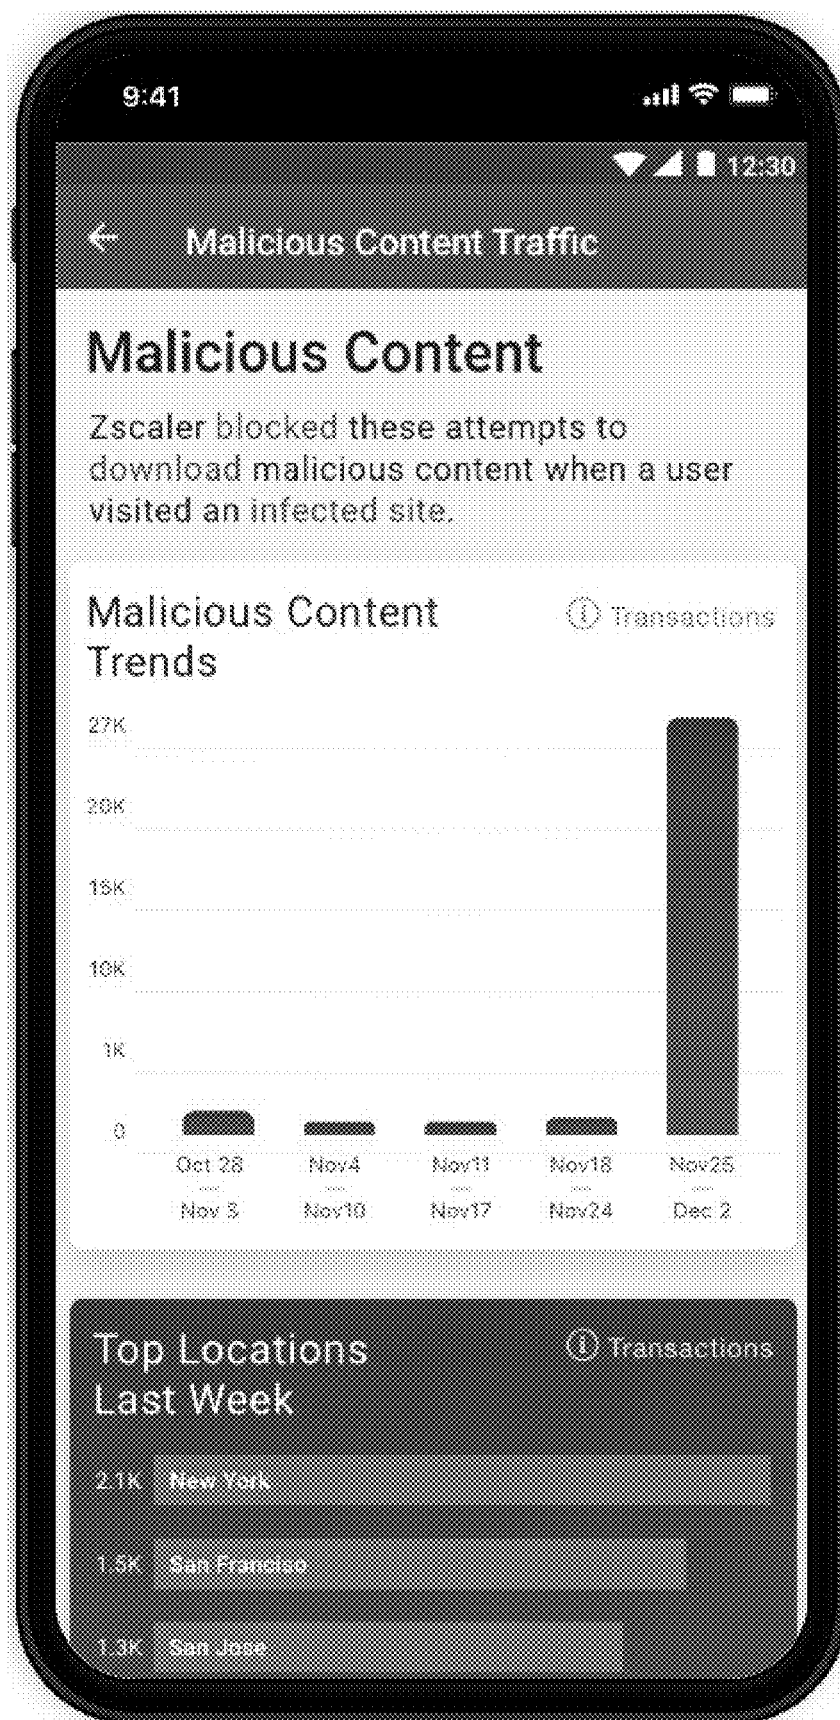 9:41
12:30
Malicious Content Traffic
Malicious Content
Zscaler blocked these attempts to
download malicious content when a user
visited an infected site.
Malicious Content
Trends
Transactions
27K
20K
15K
10K
1K
0
Oct 28 Nov4 Nov11 Nov18 Nov25
— — — — —
Nov 3 Nov10 Nov17 Nov24 Dec 2
Top Locations
Last Week
Transactions
2.1K New York
1.5K San Franciso
1.3K San Jose